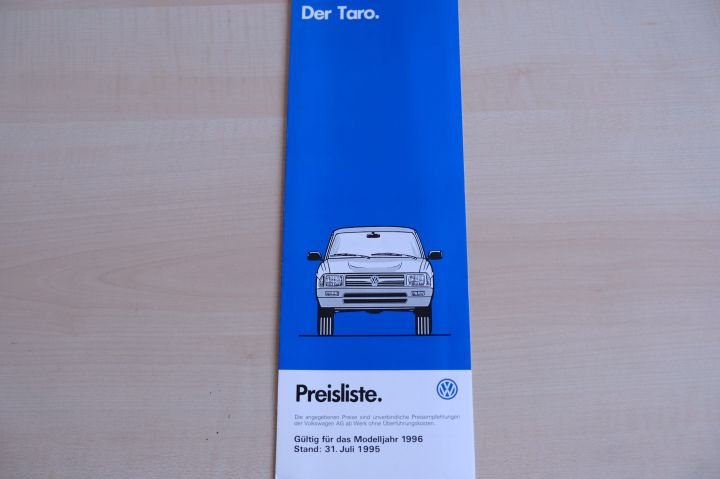 Der Taro.
Preisliste.
Die angegebenen Preise sind unverbindliche Preisempfehlungen
der Volkswagen AG ab Werk ohne Überführungskosten.
Gültig für das Modelljahr 1996
Stand: 31. Juli 1995